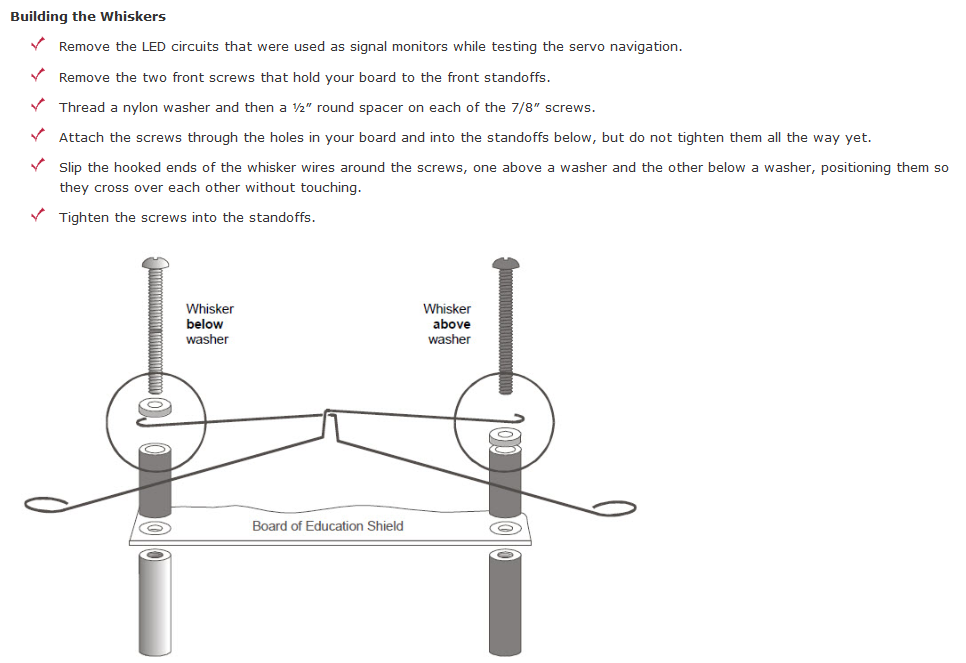 Building the Whiskers
Remove the LED circuits that were used as signal monitors while testing the servo navigation.
Remove the two front screws that hold your board to the front standoffs.
Thread a nylon washer and then a ½″ round spacer on each of the 7/8″ screws.
Attach the screws through the holes in your board and into the standoffs below, but do not tighten them all the way yet.
Slip the hooked ends of the whisker wires around the screws, one above a washer and the other below a washer, positioning them so
they cross over each other without touching.
Tighten the screws into the standoffs.
Whisker
below
washer
Whisker
above
washer
Board of Education Shield